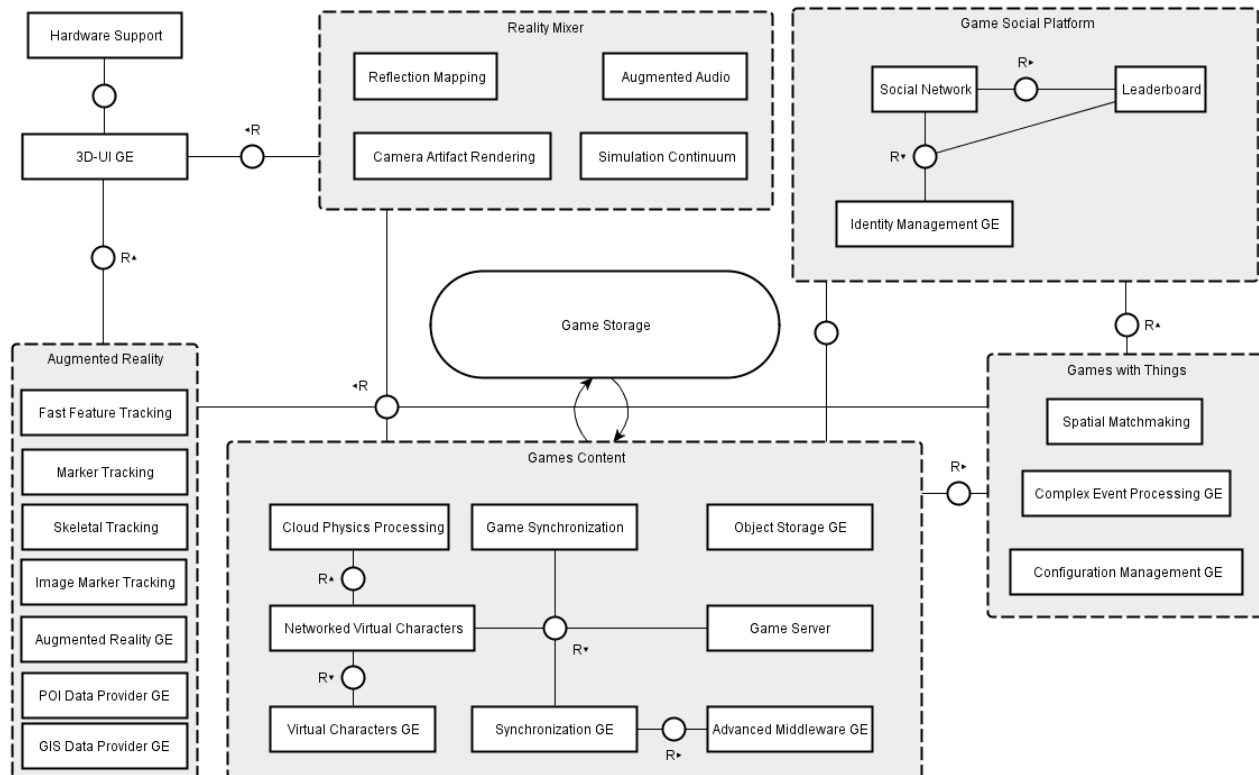 Hardware Support
3D-UI GE
◂R
R▴
Reality Mixer
Reflection Mapping
Augmented Audio
Camera Artifact Rendering
Simulation Continuum
Game Social Platform
R▸
Social Network
Leaderboard
R▾
Identity Management GE
Game Storage
R▴
◂R
Augmented Reality
Fast Feature Tracking
Marker Tracking
Skeletal Tracking
Image Marker Tracking
Augmented Reality GE
POI Data Provider GE
GIS Data Provider GE
Games Content
Cloud Physics Processing
Game Synchronization
Object Storage GE
R▴
Networked Virtual Characters
Game Server
R▾
R▾
Virtual Characters GE
Synchronization GE
Advanced Middleware GE
R▸
R▸
Games with Things
Spatial Matchmaking
Complex Event Processing GE
Configuration Management GE